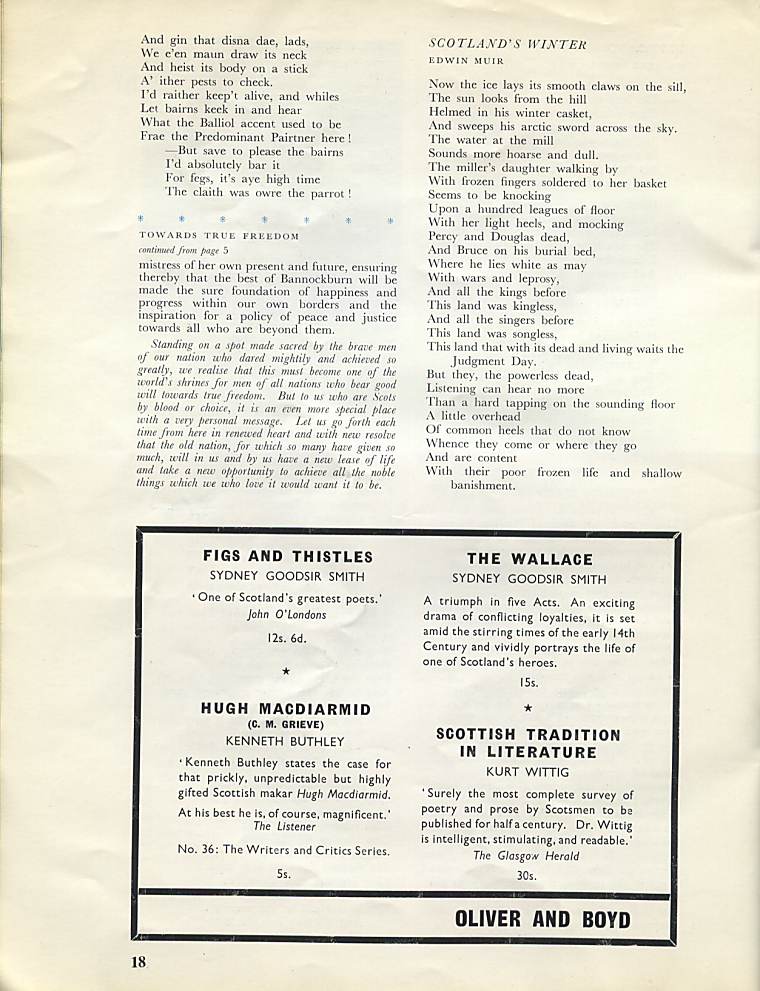 And gin that disna dae, lads,
We e'en maun draw its neck
And heist its body on a stick
A' ither pests to check.
I'd raither keep't alive, and whiles
Let bairns keek in and hear
What the Balliol accent used to be
Frae the Predominant Pairtner here !
—But save to please the bairns
I'd absolutely bar it
For fegs, it's aye high time
The claith was owre the parrot !
* * * * * * *
TOWARDS TRUE FREEDOM
continued from page 5
mistress of her own present and future, ensuring
thereby that the best of Bannockburn will be
made the sure foundation of happiness and
progress within our own borders and the
inspiration for a policy of peace and justice
towards all who are beyond them.
Standing on a spot made sacred by the brave men
of our nation who dared mightily and achieved so
greatly, we realise that this must become one of the
world's shrines for men of all nations who bear good
will towards true freedom. But to us who are Scots
by blood or choice, it is an even more special place
with a very personal message. Let us go forth each
time from here in renewed heart and with new resolve
that the old nation, for which so many have given so
much, will in us and by us have a new lease of life
and take a new opportunity to achieve all the noble
things which we who love it would want it to be.
SCOTLAND'S WINTER
EDWIN MUIR
Now the ice lays its smooth claws on the sill,
The sun looks from the hill
Helmed in his winter casket,
And sweeps his arctic sword across the sky.
The water at the mill
Sounds more hoarse and dull.
The miller's daughter walking by
With frozen fingers soldered to her basket
Seems to be knocking
Upon a hundred leagues of floor
With her light heels, and mocking
Percy and Douglas dead,
And Bruce on his burial bed,
Where he lies white as may
With wars and leprosy,
And all the kings before
This land was kingless,
And all the singers before
This land was songless,
This land that with its dead and living waits the
Judgment Day.
But they, the powerless dead,
Listening can hear no more
Than a hard tapping on the sounding floor
A little overhead
Of common heels that do not know
Whence they come or where they go
And are content
With their poor frozen life and shallow
banishment.
FIGS AND THISTLES
SYDNEY GOODSIR SMITH
'One of Scotland's greatest poets.'
John O'Londons
12s. 6d.
★
HUGH MACDIARMID
(C. M. GRIEVE)
KENNETH BUTHLEY
'Kenneth Buthley states the case for
that prickly, unpredictable but highly
gifted Scottish makar Hugh Macdiarmid.
At his best he is, of course, magnificent.'
The Listener
No. 36: The Writers and Critics Series.
5s.
THE WALLACE
SYDNEY GOODSIR SMITH
A triumph in five Acts. An exciting
drama of conflicting loyalties, it is set
amid the stirring times of the early 14th
Century and vividly portrays the life of
one of Scotland's heroes.
15s.
★
SCOTTISH TRADITION
IN LITERATURE
KURT WITTIG
'Surely the most complete survey of
poetry and prose by Scotsmen to be
published for half a century. Dr. Wittig
is intelligent, stimulating, and readable.'
The Glasgow Herald
30s.
OLIVER AND BOYD
18